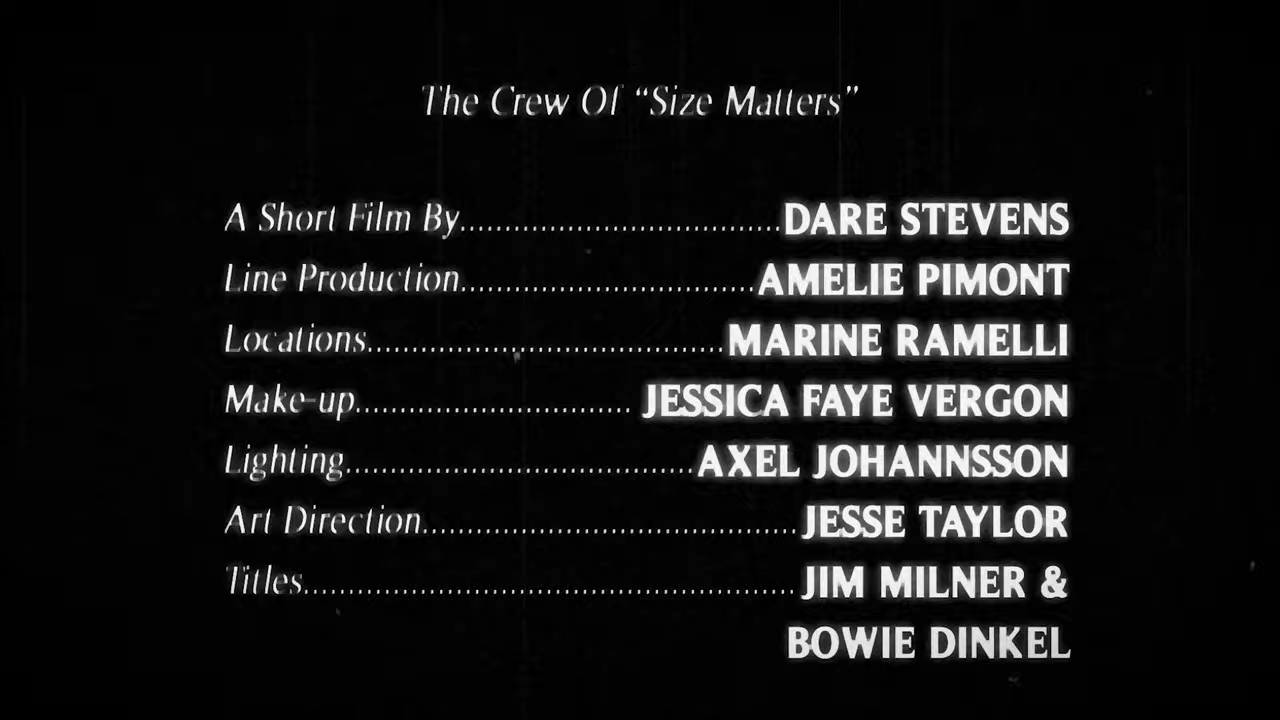 The Crew Of “Size Matters”
A Short Film By....................................DARE STEVENS
Line Production.................................AMELIE PIMONT
Locations........................................MARINE RAMELLI
Make-up............................... JESSICA FAYE VERGON
Lighting.......................................AXEL JOHANNSSON
Art Direction..........................................JESSE TAYLOR
Titles.......................................................JIM MILNER &
BOWIE DINKEL